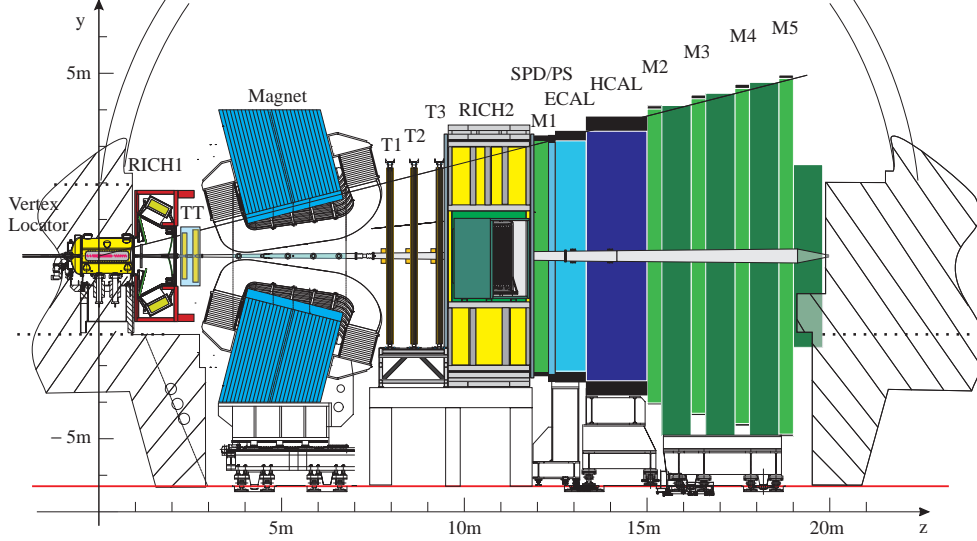 y
5m
Vertex
Locator
RICH1
TT
Magnet
T1
T2
T3
RICH2
M1
SPD/PS
ECAL
HCAL
M2
M3
M4
M5
− 5m
5m
10m
15m
20m
z